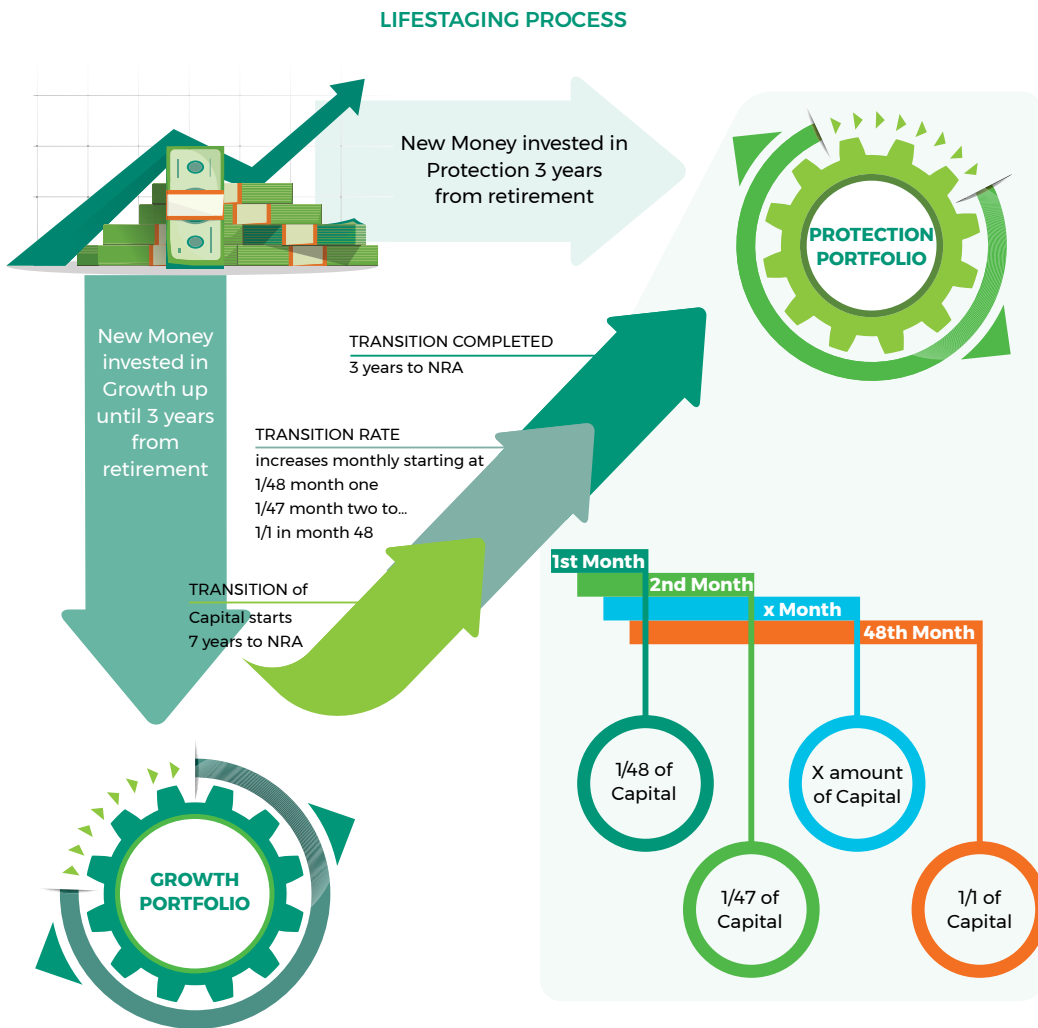 LIFESTAGING PROCESS
New Money invested in
Protection 3 years
from retirement
PROTECTION
PORTFOLIO
New Money
invested in
Growth up
until 3 years
from
retirement
TRANSITION COMPLETED
3 years to NRA
TRANSITION RATE
increases monthly starting at
1/48 month one
1/47 month two to...
1/1 in month 48
TRANSITION of
Capital starts
7 years to NRA
1st Month
2nd Month
x Month
48th Month
1/48 of
Capital
X amount
of Capital
1/47 of
Capital
1/1 of
Capital
GROWTH
PORTFOLIO